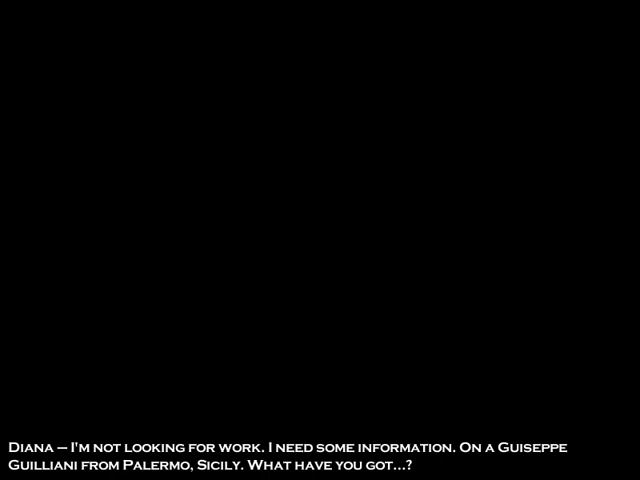 Diana – I'm not looking for work. I need some information. On a Guiseppe
Guilliani from Palermo, Sicily. What have you got...?